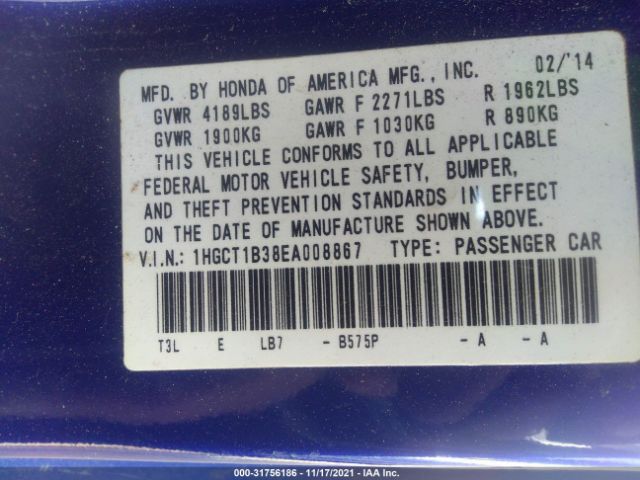 MFD. BY HONDA OF AMERICA MFG., INC. 02/'14
GVWR 4189LBS GAWR F 2271LBS R 1962LBS
GVWR 1900KG GAWR F 1030KG R 890KG
THIS VEHICLE CONFORMS TO ALL APPLICABLE
FEDERAL MOTOR VEHICLE SAFETY, BUMPER,
AND THEFT PREVENTION STANDARDS IN EFFECT
ON THE DATE OF MANUFACTURE SHOWN ABOVE.
V.I.N.: 1HGCT1B38EA008867 TYPE: PASSENGER CAR
T3L E LB7 - B575P - A - A
000-31756186 - 11/17/2021 - IAA Inc.